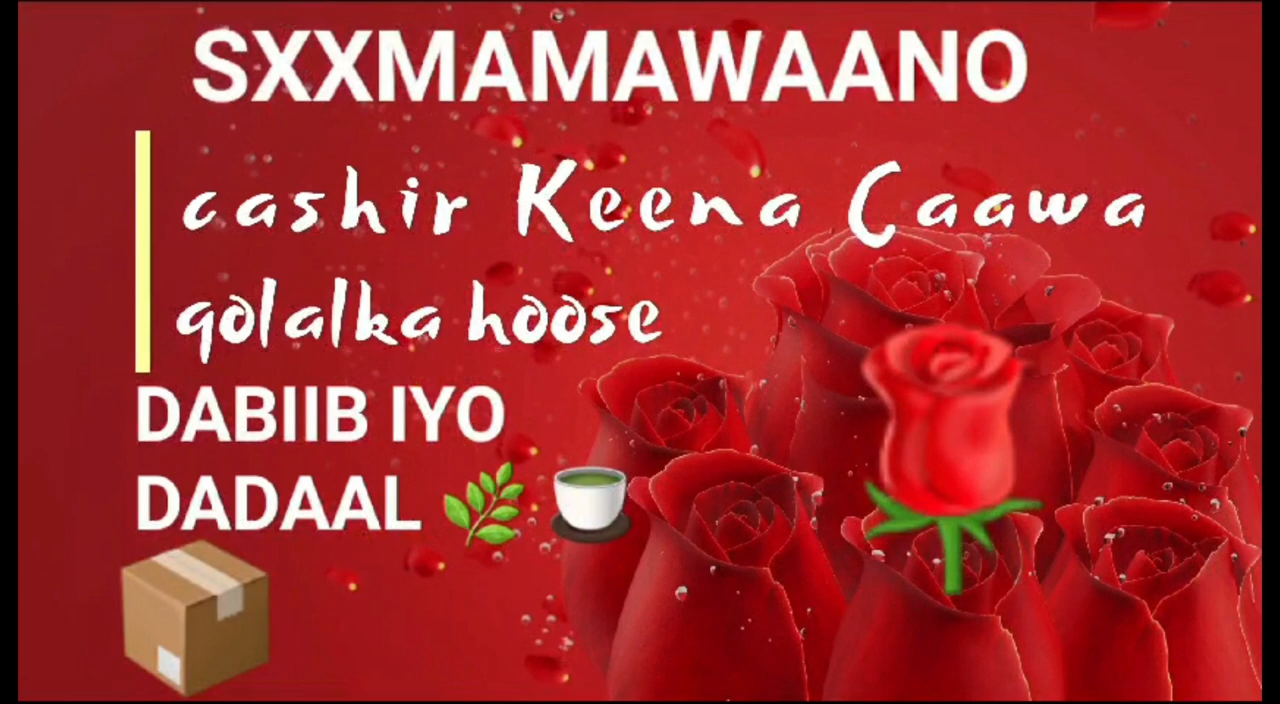 SXXMAMAWAANO
cashir Keena Caawa
qolalka hoose
DABIIB IYO
DADAAL